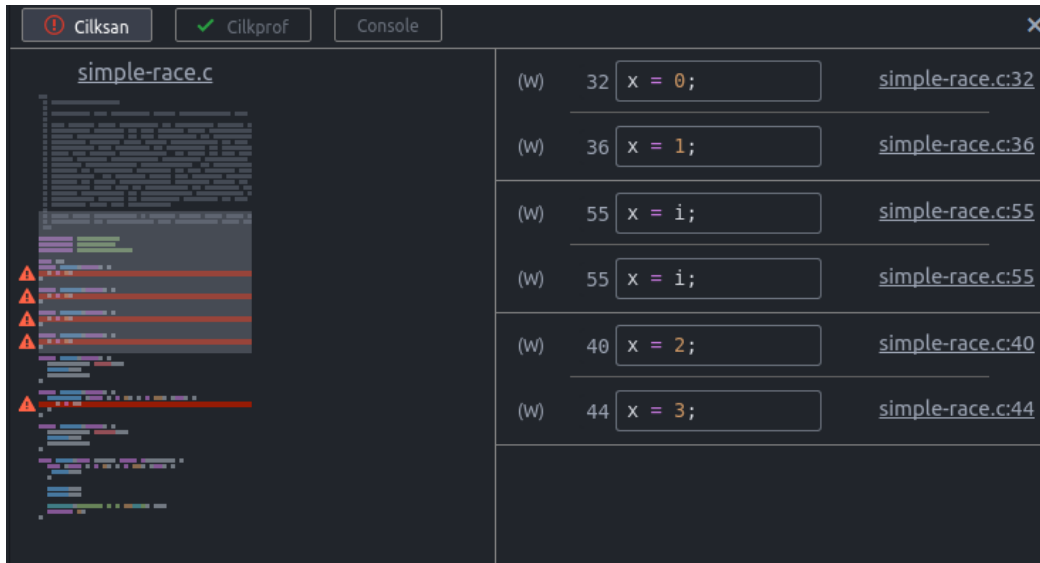 Cilksan Cilkprof Console ×
simple-race.c
(W) 32 x = 0; simple-race.c:32
(W) 36 x = 1; simple-race.c:36
(W) 55 x = i; simple-race.c:55
(W) 55 x = i; simple-race.c:55
(W) 40 x = 2; simple-race.c:40
(W) 44 x = 3; simple-race.c:44